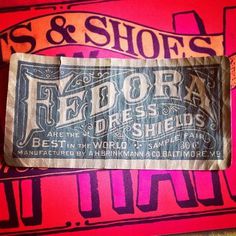 S & SHOES
FEDORA
DRESS
SHIELDS
ARE THE
BEST IN THE WORLD
SAMPLE PAIR
30¢
MANUFACTURED BY A.H. BRINKMANN & CO. BALTIMORE, MD